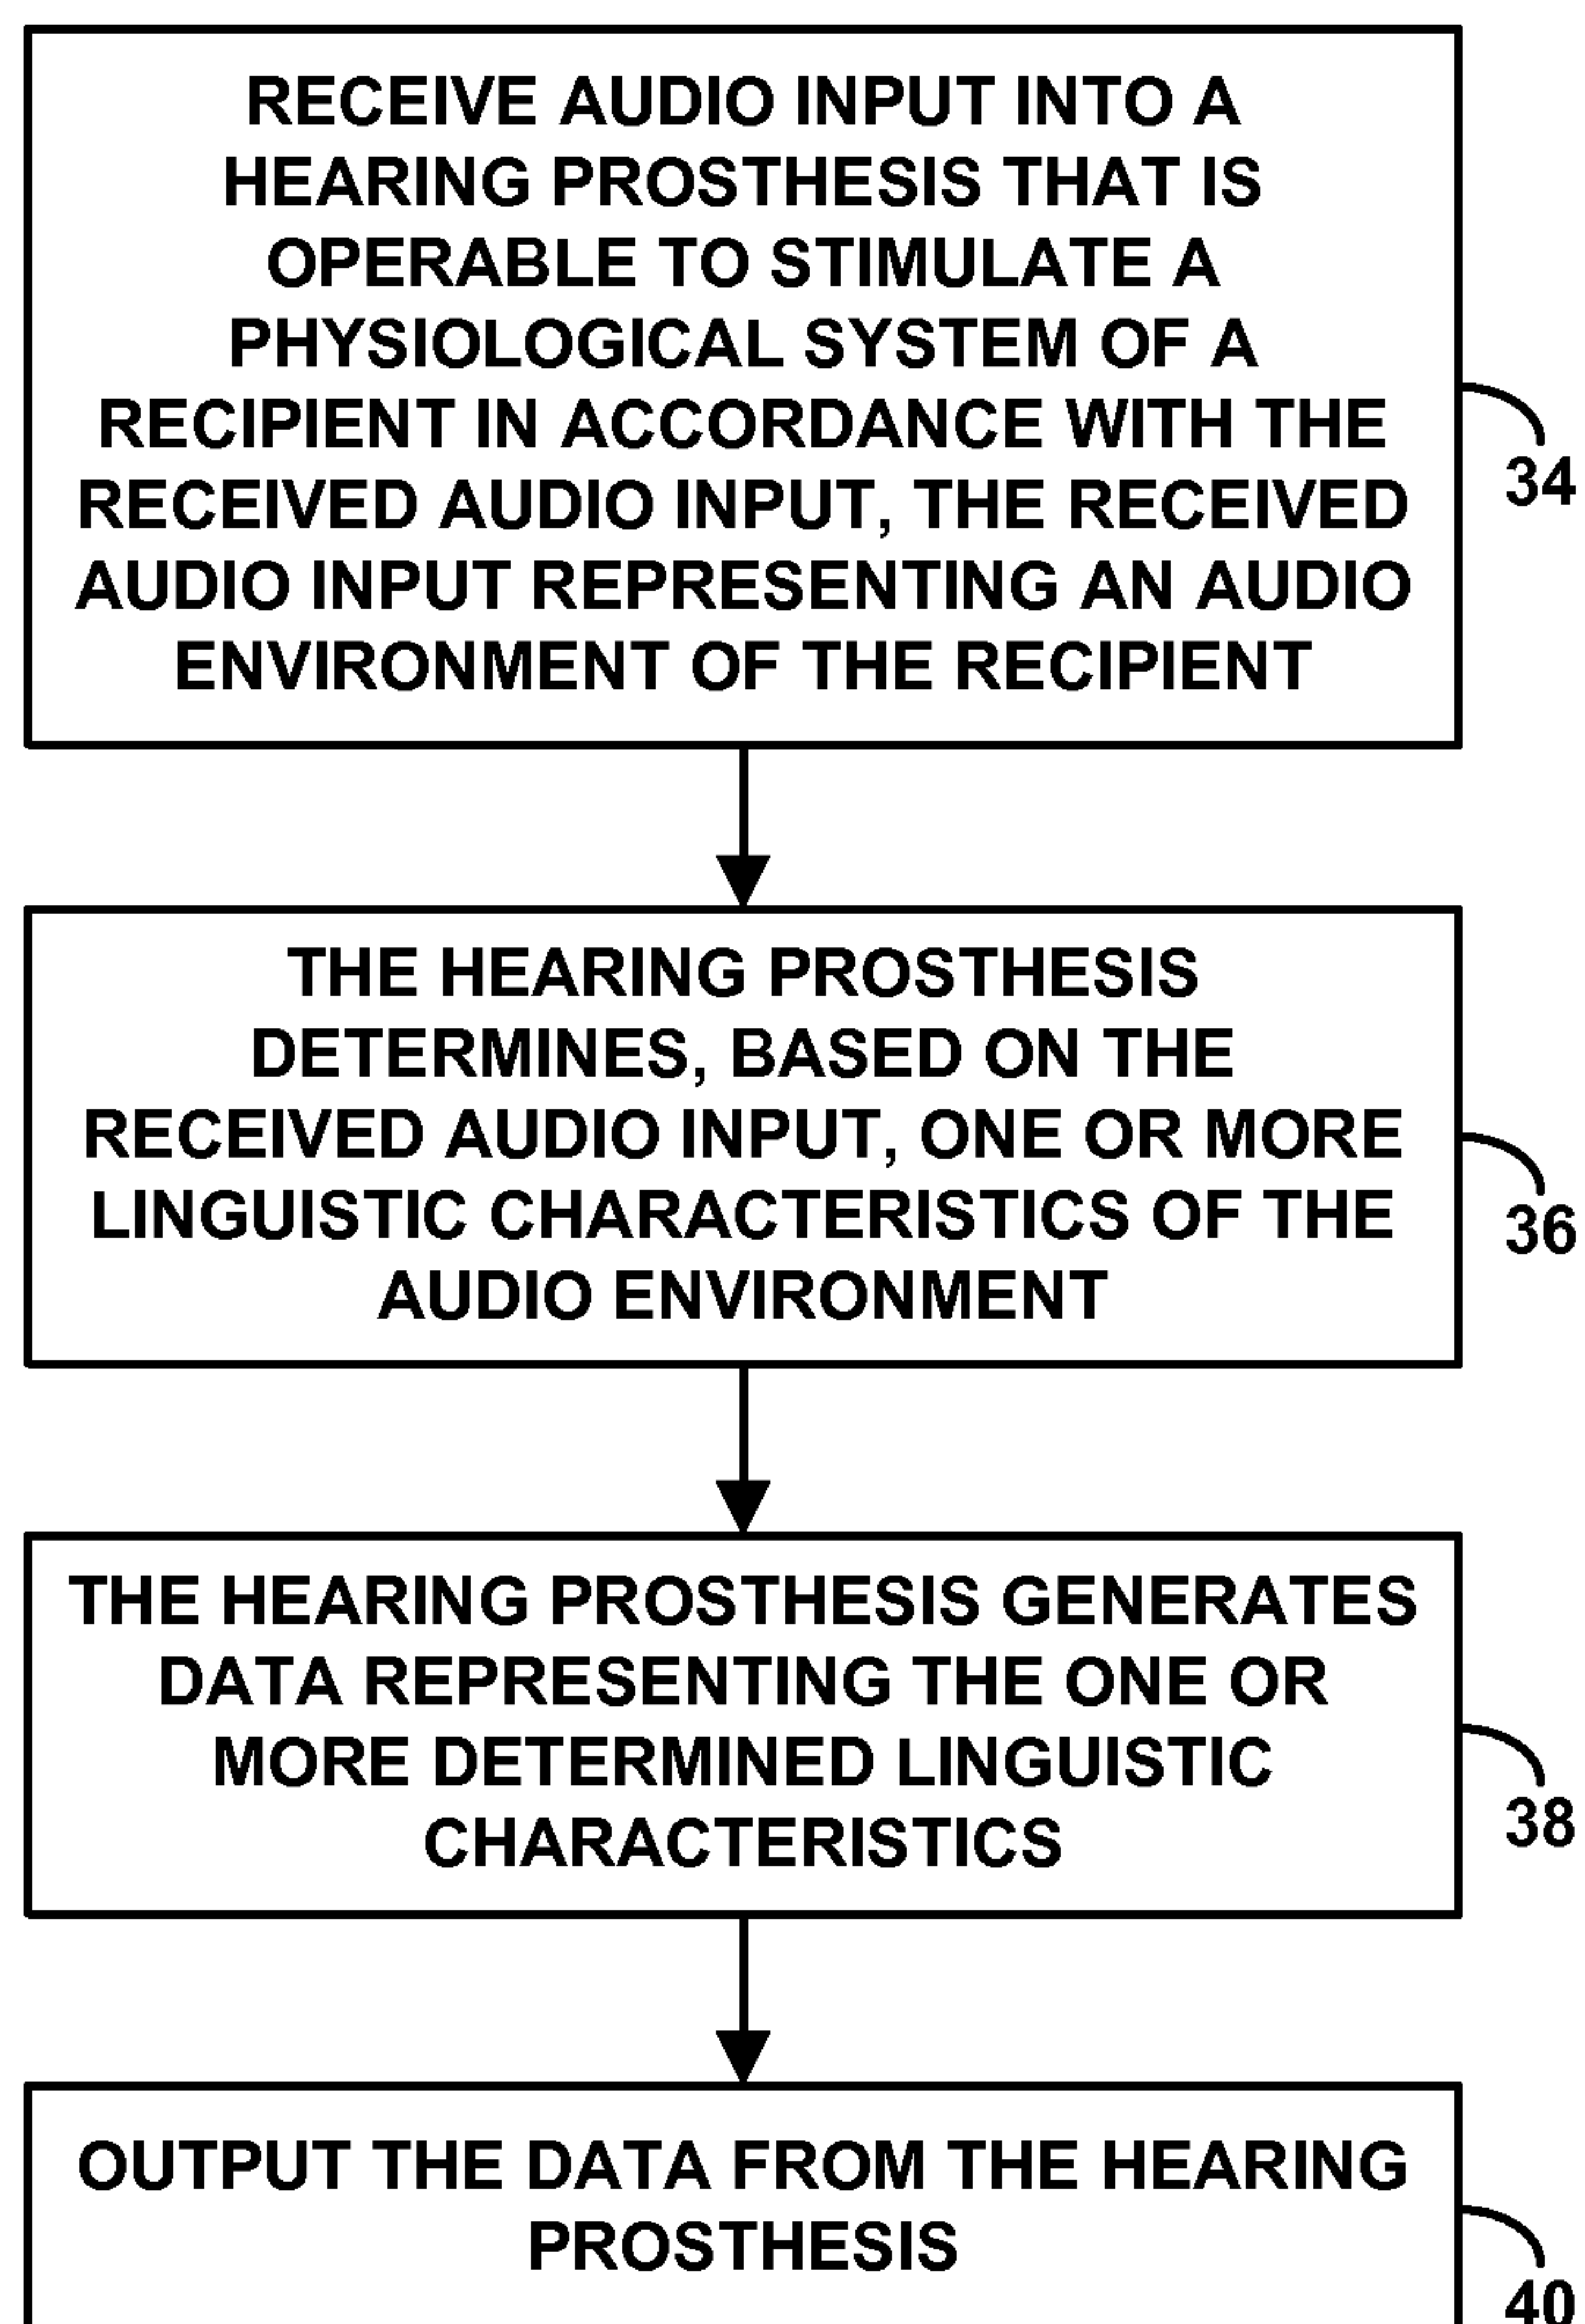 RECEIVE AUDIO INPUT INTO A
HEARING PROSTHESIS THAT IS
OPERABLE TO STIMULATE A
PHYSIOLOGICAL SYSTEM OF A
RECIPIENT IN ACCORDANCE WITH THE
RECEIVED AUDIO INPUT, THE RECEIVED
AUDIO INPUT REPRESENTING AN AUDIO
ENVIRONMENT OF THE RECIPIENT
34
THE HEARING PROSTHESIS
DETERMINES, BASED ON THE
RECEIVED AUDIO INPUT, ONE OR MORE
LINGUISTIC CHARACTERISTICS OF THE
AUDIO ENVIRONMENT
36
THE HEARING PROSTHESIS GENERATES
DATA REPRESENTING THE ONE OR
MORE DETERMINED LINGUISTIC
CHARACTERISTICS
38
OUTPUT THE DATA FROM THE HEARING
PROSTHESIS
40